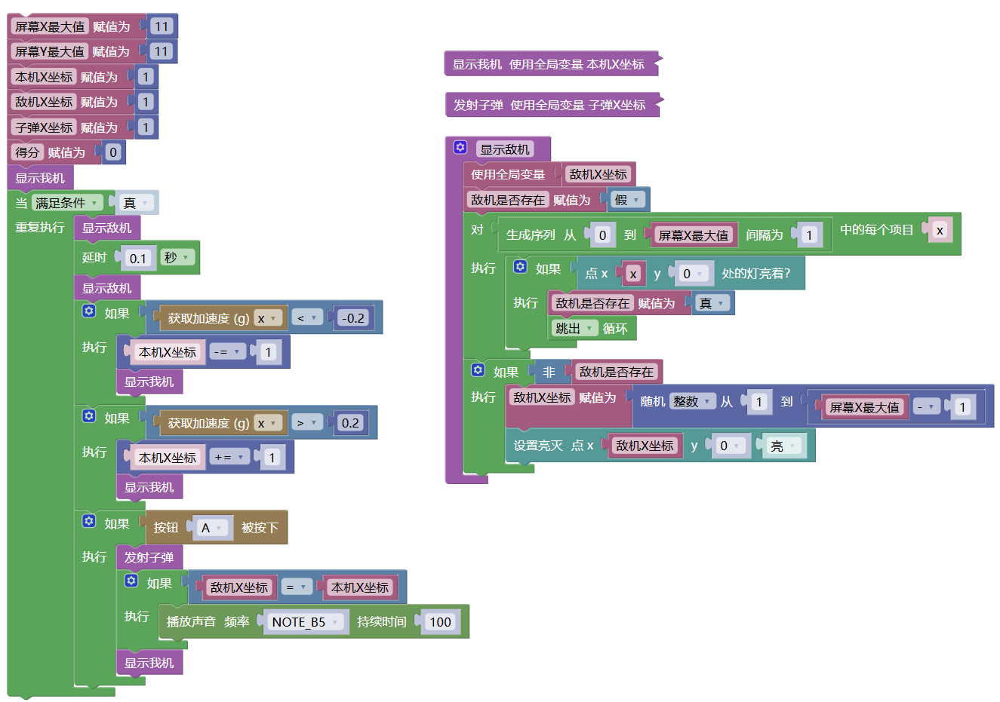 屏幕X最大值 赋值为 11
屏幕Y最大值 赋值为 11
本机X坐标 赋值为 1
敌机X坐标 赋值为 1
子弹X坐标 赋值为 1
得分 赋值为 0
显示我机
当 满足条件 真
重复执行 显示敌机
延时 0.1 秒
显示敌机
如果 获取加速度 (g) x < -0.2
执行 本机X坐标 -= 1
显示我机
如果 获取加速度 (g) x > 0.2
执行 本机X坐标 += 1
显示我机
如果 按钮 A 被按下
执行 发射子弹
如果 敌机X坐标 = 本机X坐标
执行 播放声音 频率 NOTE_B5 持续时间 100
显示我机
显示我机 使用全局变量 本机X坐标
发射子弹 使用全局变量 子弹X坐标
显示敌机
使用全局变量 敌机X坐标
敌机是否存在 赋值为 假
对 生成序列 从 0 到 屏幕X最大值 间隔为 1 中的每个项目 x
执行 如果 点 x x y 0 处的灯亮着?
执行 敌机是否存在 赋值为 真
跳出 循环
如果 非 敌机是否存在
执行 敌机X坐标 赋值为 随机 整数 从 1 到 屏幕X最大值 - 1
设置亮灭 点 x 敌机X坐标 y 0 亮